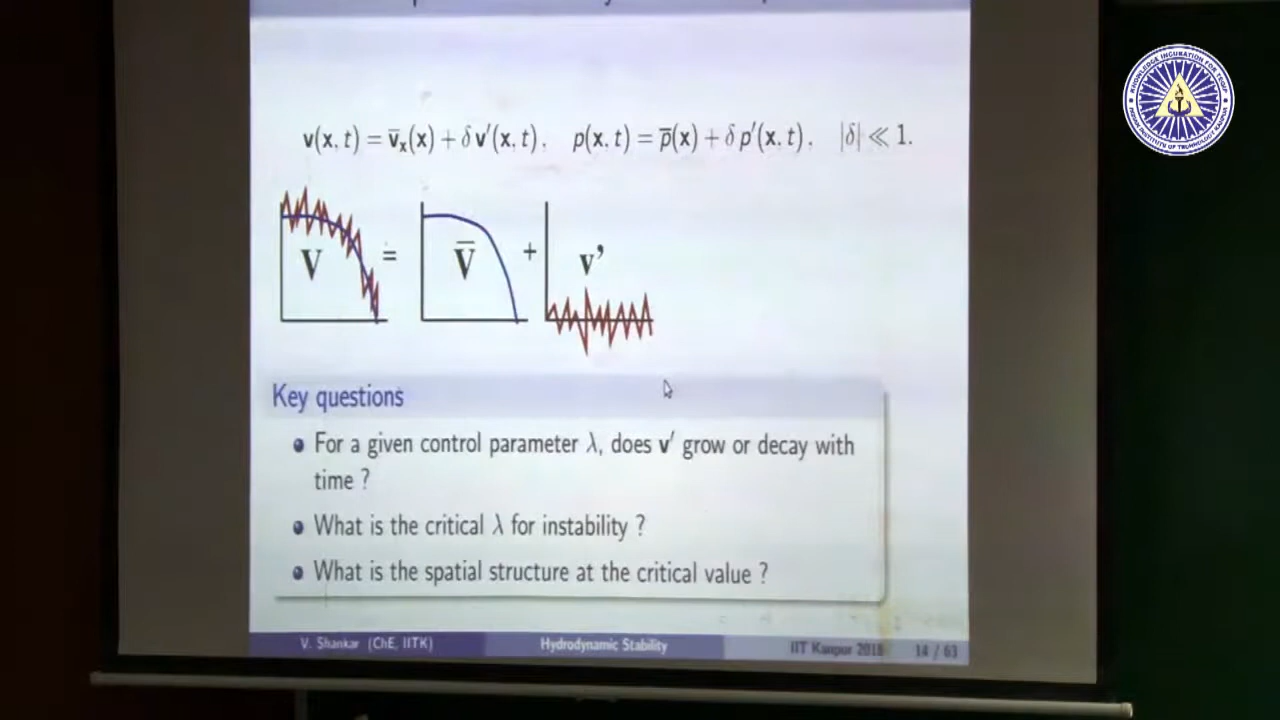 v(x, t) = v̄ₓ(x) + δ v′(x, t), p(x, t) = p̄(x) + δ p′(x, t), |δ| ≪ 1.
V = V̄ + v’
Key questions
For a given control parameter λ, does v′ grow or decay with
time ?
What is the critical λ for instability ?
What is the spatial structure at the critical value ?
V. Shankar (ChE, IITK) Hydrodynamic Stability IIT Kanpur 2018 14 / 63